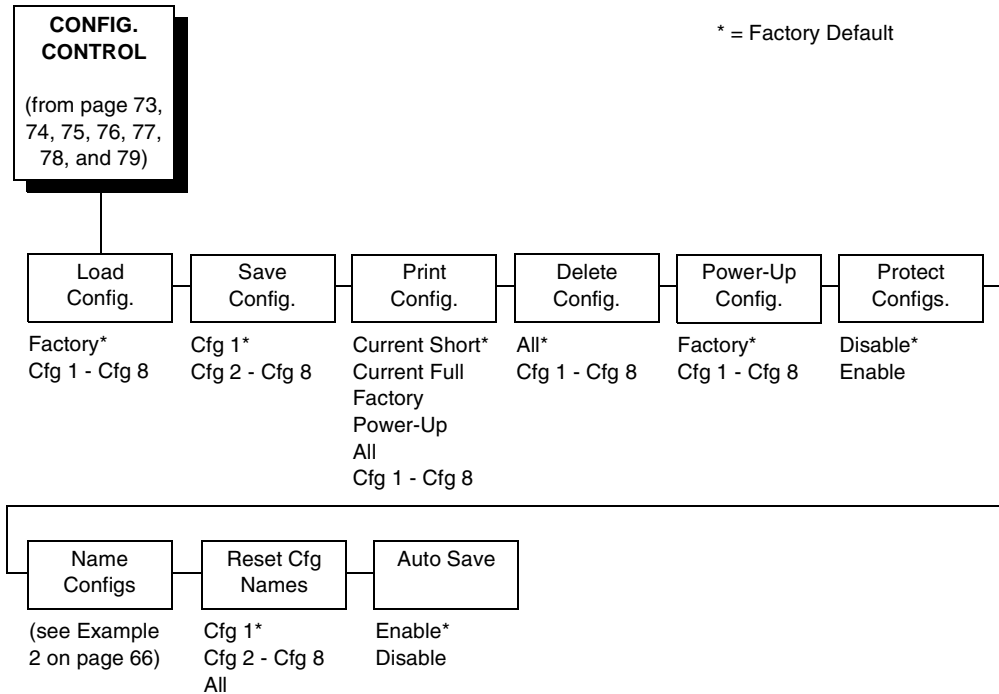 CONFIG.
CONTROL
(from page 73,
74, 75, 76, 77,
78, and 79)
* = Factory Default
Load
Config.
Factory*
Cfg 1 - Cfg 8
Save
Config.
Cfg 1*
Cfg 2 - Cfg 8
Print
Config.
Current Short*
Current Full
Factory
Power-Up
All
Cfg 1 - Cfg 8
Delete
Config.
All*
Cfg 1 - Cfg 8
Power-Up
Config.
Factory*
Cfg 1 - Cfg 8
Protect
Configs.
Disable*
Enable
Name
Configs
(see Example
2 on page 66)
Reset Cfg
Names
Cfg 1*
Cfg 2 - Cfg 8
All
Auto Save
Enable*
Disable